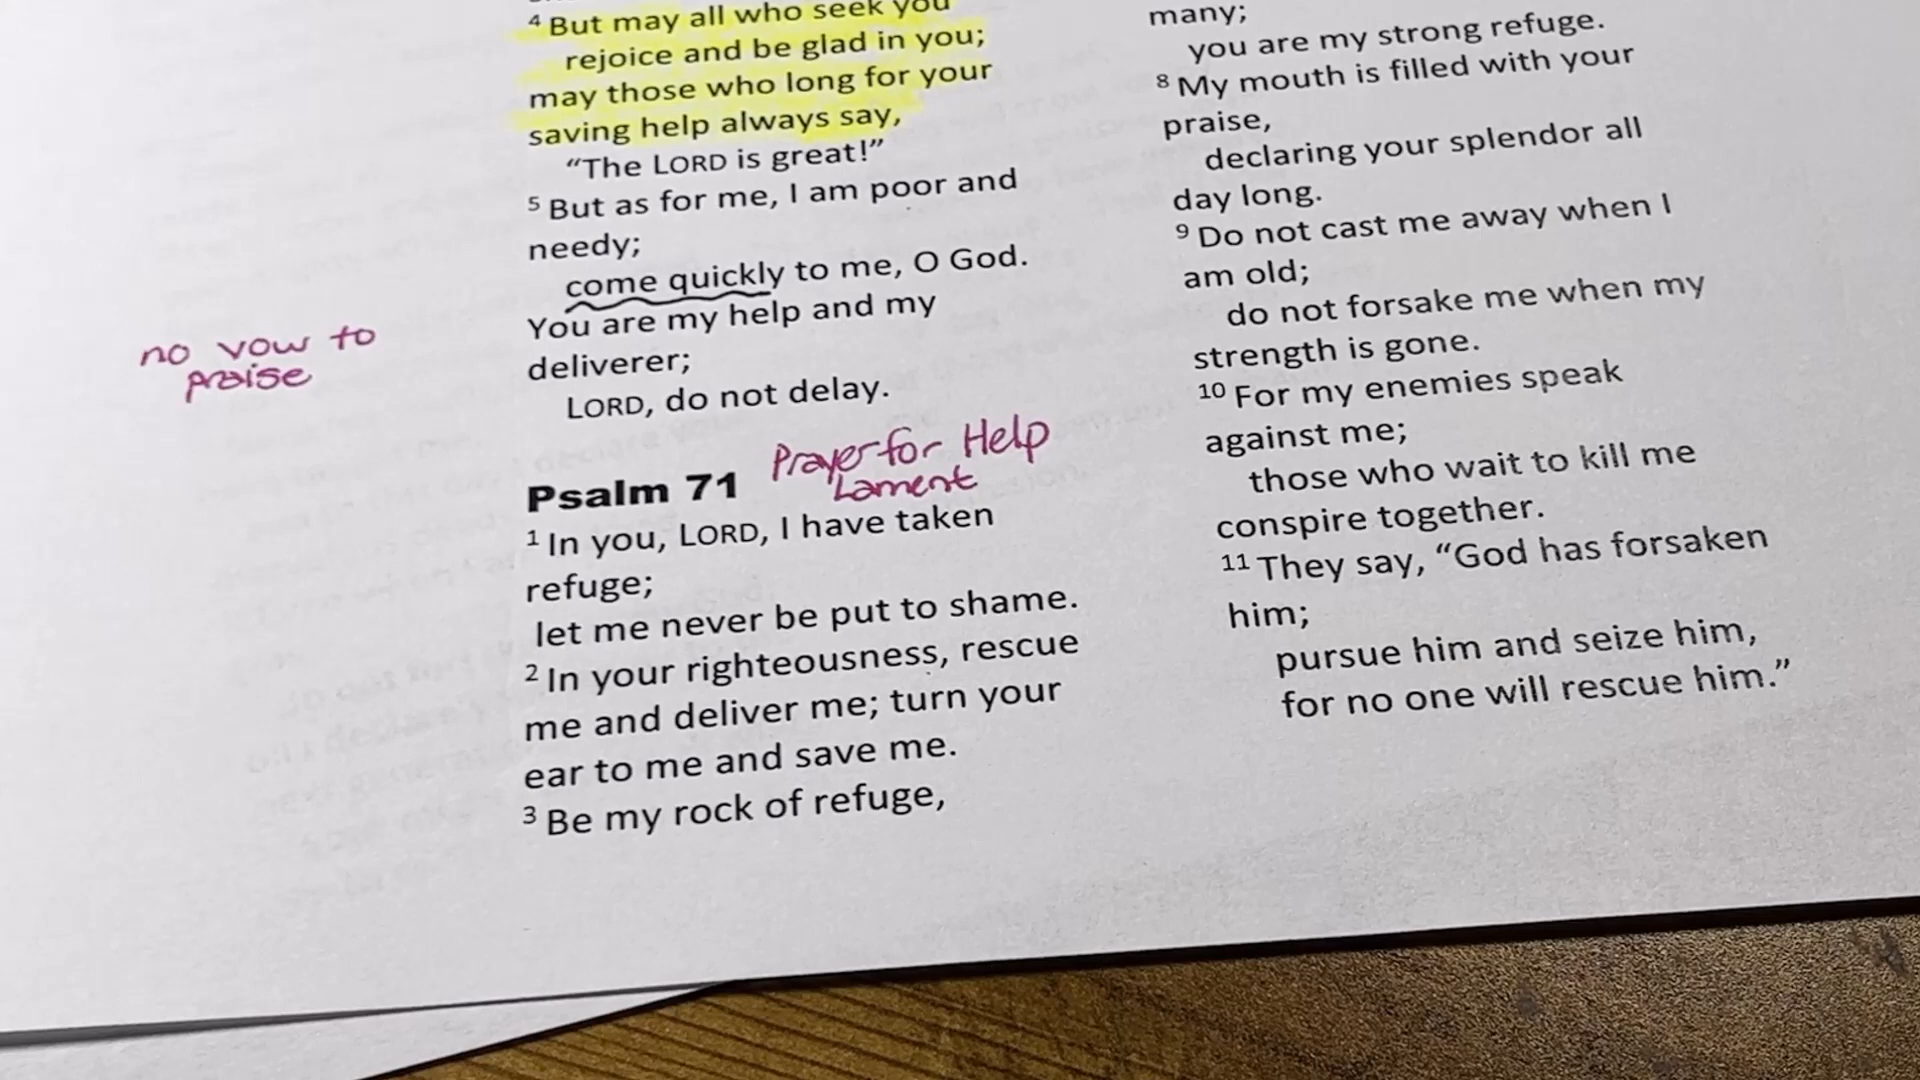 ⁴ But may all who seek you
rejoice and be glad in you;
may those who long for your
saving help always say,
“The LORD is great!”
⁵ But as for me, I am poor and
needy;
come quickly to me, O God.
You are my help and my
deliverer;
LORD, do not delay.
no vow to
praise
Psalm 71
Prayer for Help
Lament
¹ In you, LORD, I have taken
refuge;
let me never be put to shame.
² In your righteousness, rescue
me and deliver me; turn your
ear to me and save me.
³ Be my rock of refuge,
many;
you are my strong refuge.
⁸ My mouth is filled with your
praise,
declaring your splendor all
day long.
⁹ Do not cast me away when I
am old;
do not forsake me when my
strength is gone.
¹⁰ For my enemies speak
against me;
those who wait to kill me
conspire together.
¹¹ They say, “God has forsaken
him;
pursue him and seize him,
for no one will rescue him.”